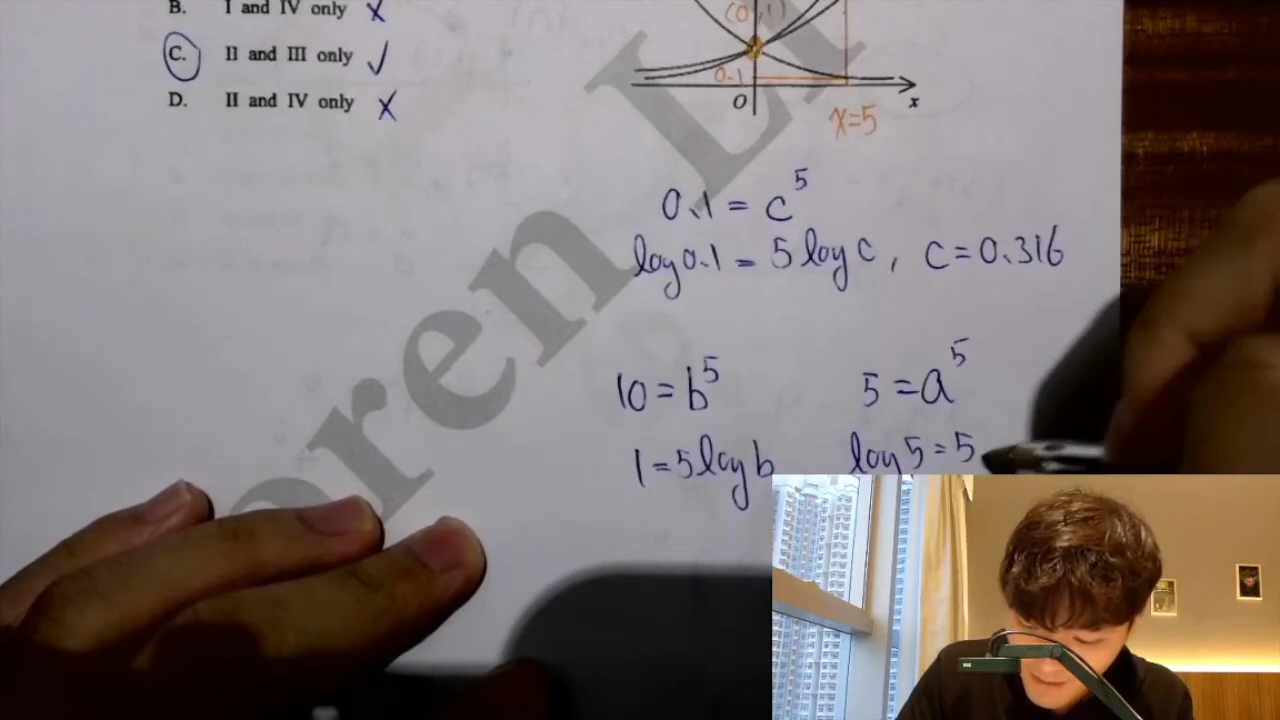 B. I and IV only X
C. II and III only ✓
D. II and IV only X
(0,1)
0.1
O
x
x=5
0.1 = c^5
log 0.1 = 5 log c, c = 0.316
10 = b^5
5 = a^5
1 = 5 log b
log 5 = 5
oren L